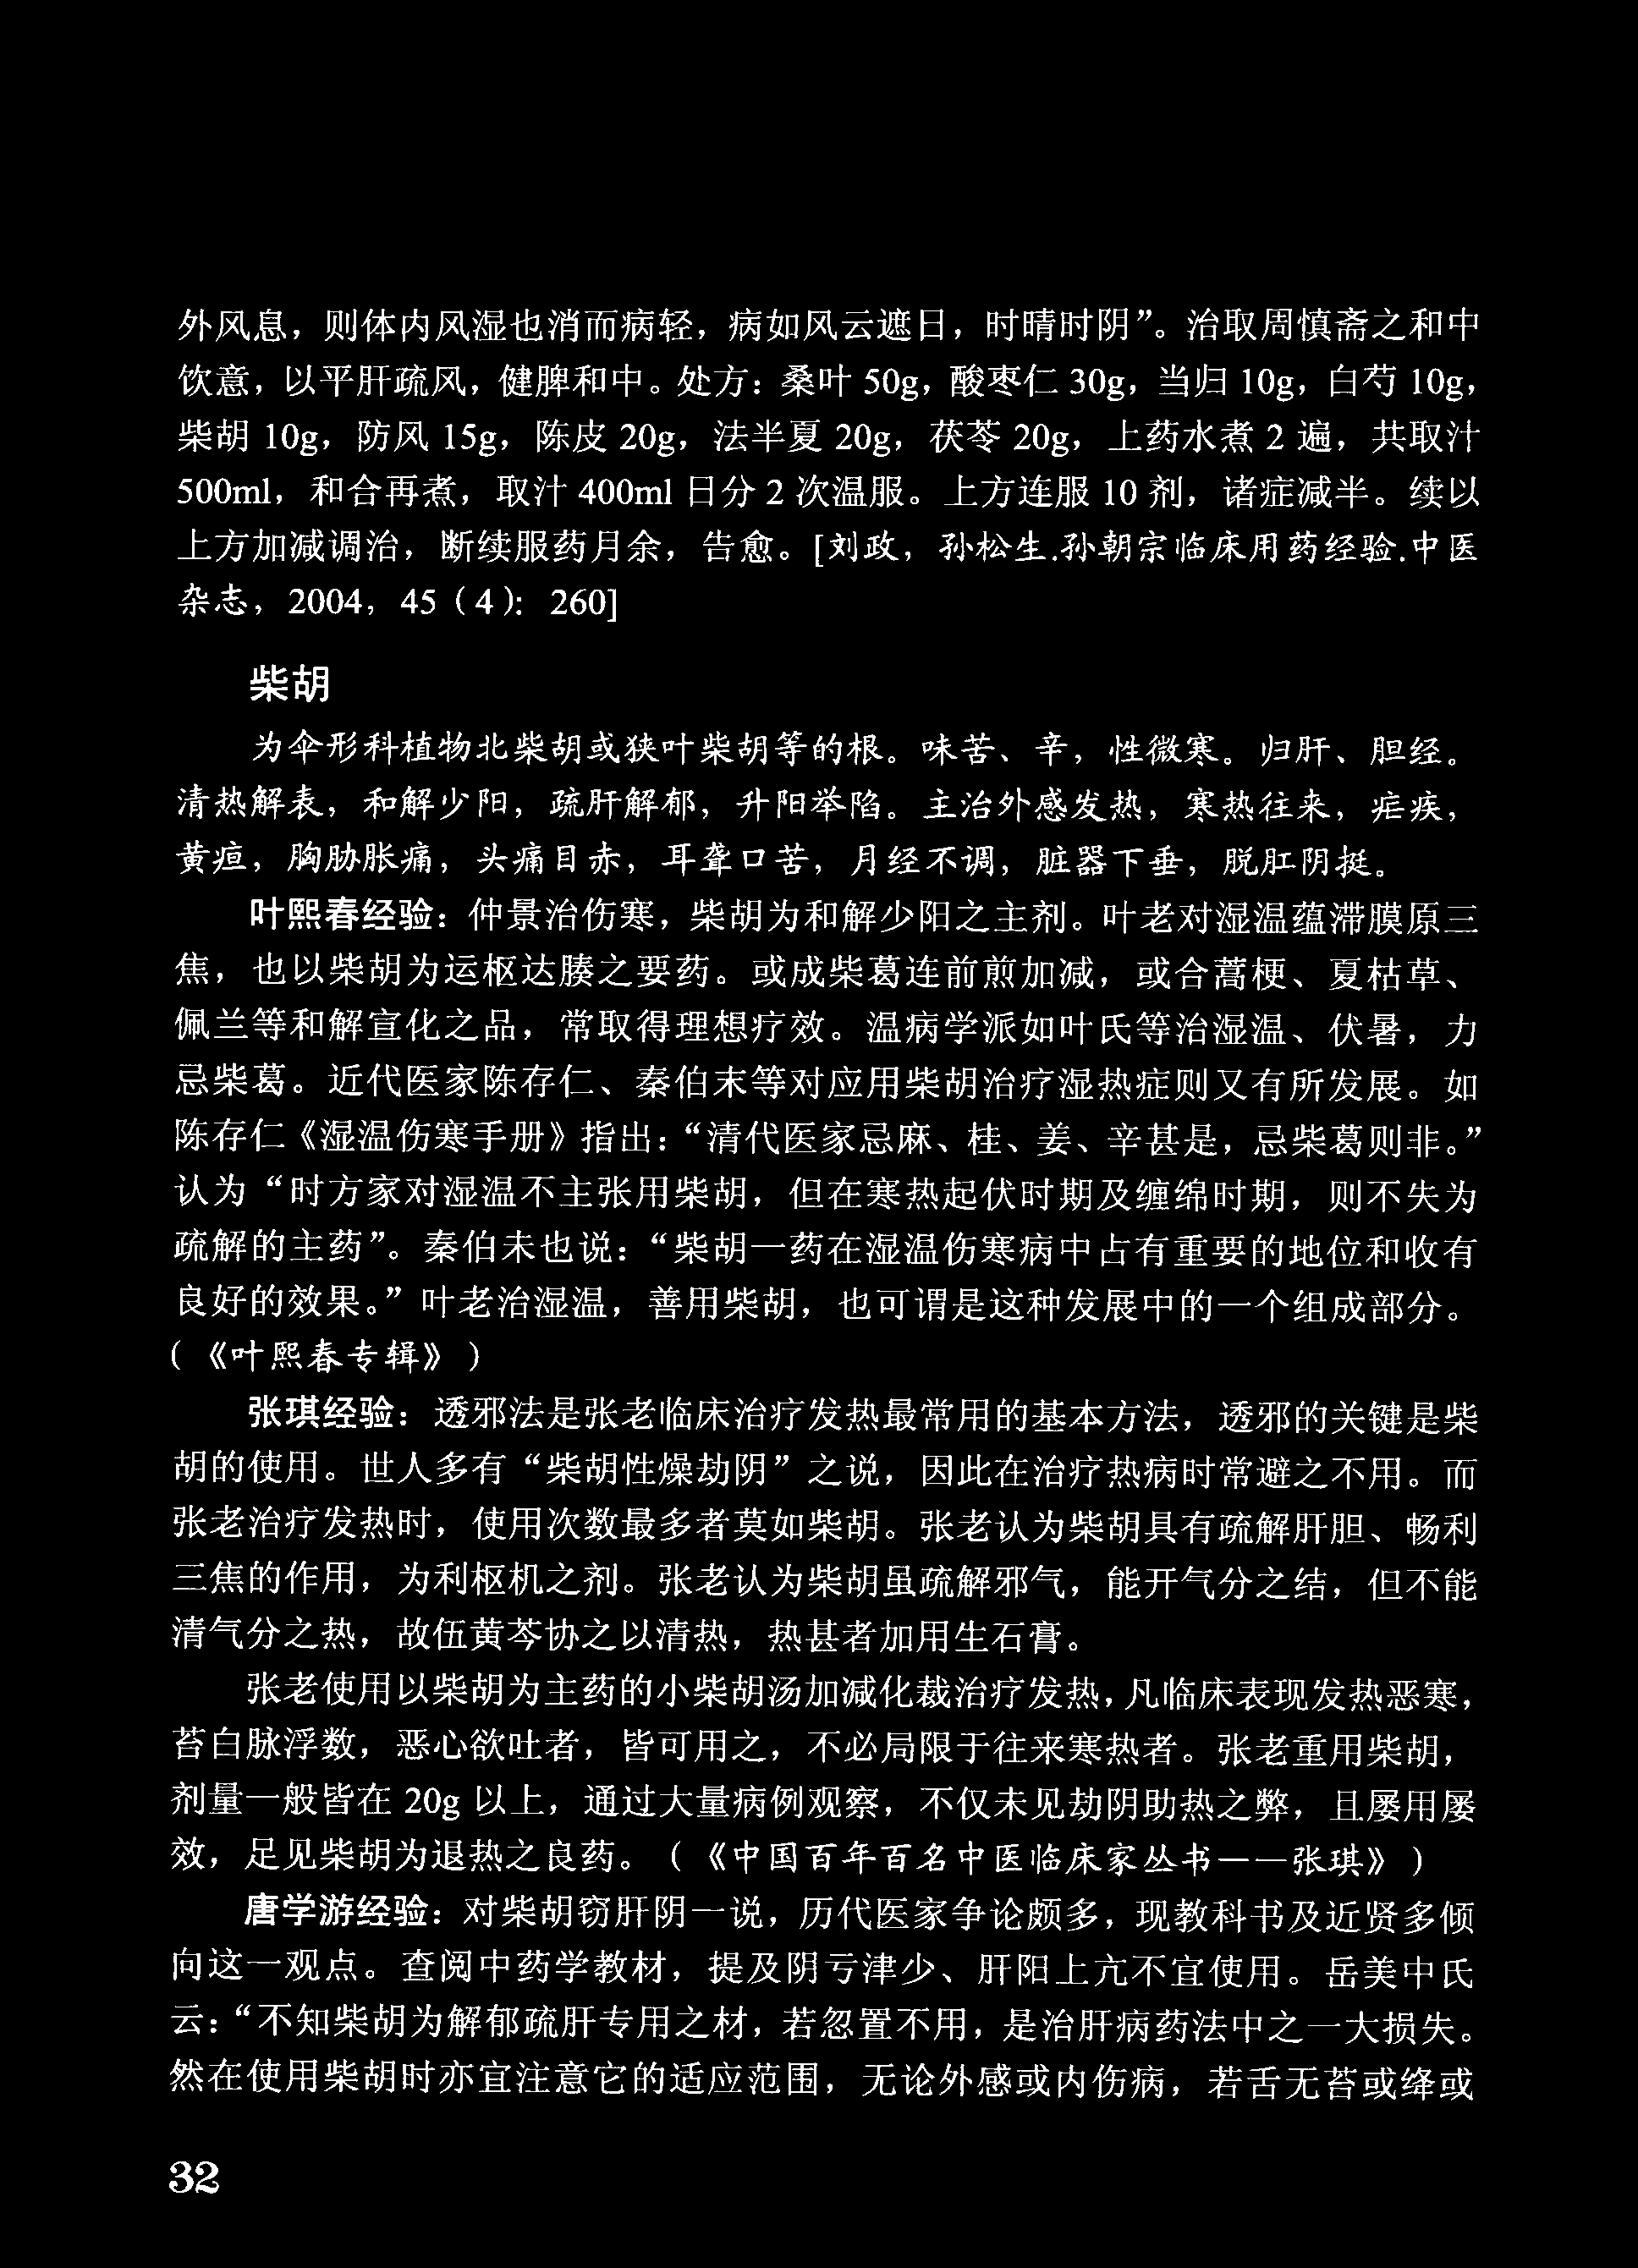 外风息，则体内风湿也消而病轻，病如风云遮日，时晴时阴”。治取周慎斋之和中
饮意，以平肝疏风，健脾和中。处方：桑叶 50g，酸枣仁 30g，当归 10g，白芍 10g，
柴胡 10g，防风 15g，陈皮 20g，法半夏 20g，茯苓 20g，上药水煮 2 遍，共取汁
500ml，和合再煮，取汁 400ml 日分 2 次温服。上方连服 10 剂，诸症减半。续以
上方加减调治，断续服药月余，告愈。[刘政，孙松生.孙朝宗临床用药经验.中医
杂志，2004，45（4）：260]
柴胡
为伞形科植物北柴胡或狭叶柴胡等的根。味苦、辛，性微寒。归肝、胆经。
清热解表，和解少阳，疏肝解郁，升阳举陷。主治外感发热，寒热往来，疟疾，
黄疸，胸胁胀痛，头痛目赤，耳聋口苦，月经不调，脏器下垂，脱肛阴挺。
叶熙春经验：仲景治伤寒，柴胡为和解少阳之主剂。叶老对湿温蕴滞膜原三
焦，也以柴胡为运枢达腠之要药。或成柴葛连前煎加减，或合蒿梗、夏枯草、
佩兰等和解宣化之品，常取得理想疗效。温病学派如叶氏等治湿温、伏暑，力
忌柴葛。近代医家陈存仁、秦伯末等对应用柴胡治疗湿热症则又有所发展。如
陈存仁《湿温伤寒手册》指出：“清代医家忌麻、桂、姜、辛甚是，忌柴葛则非。”
认为“时方家对湿温不主张用柴胡，但在寒热起伏时期及缠绵时期，则不失为
疏解的主药”。秦伯未也说：“柴胡一药在湿温伤寒病中占有重要的地位和收有
良好的效果。”叶老治湿温，善用柴胡，也可谓是这种发展中的一个组成部分。
（《叶熙春专辑》）
张琪经验：透邪法是张老临床治疗发热最常用的基本方法，透邪的关键是柴
胡的使用。世人多有“柴胡性燥劫阴”之说，因此在治疗热病时常避之不用。而
张老治疗发热时，使用次数最多者莫如柴胡。张老认为柴胡具有疏解肝胆、畅利
三焦的作用，为利枢机之剂。张老认为柴胡虽疏解邪气，能开气分之结，但不能
清气分之热，故伍黄芩协之以清热，热甚者加用生石膏。
张老使用以柴胡为主药的小柴胡汤加减化裁治疗发热，凡临床表现发热恶寒，
苔白脉浮数，恶心欲吐者，皆可用之，不必局限于往来寒热者。张老重用柴胡，
剂量一般皆在 20g 以上，通过大量病例观察，不仅未见劫阴助热之弊，且屡用屡
效，足见柴胡为退热之良药。（《中国百年百名中医临床家丛书——张琪》）
唐学游经验：对柴胡窃肝阴一说，历代医家争论颇多，现教科书及近贤多倾
向这一观点。查阅中药学教材，提及阴亏津少、肝阳上亢不宜使用。岳美中氏
云：“不知柴胡为解郁疏肝专用之材，若忽置不用，是治肝病药法中之一大损失。
然在使用柴胡时亦宜注意它的适应范围，无论外感或内伤病，若舌无苔或绛或
32